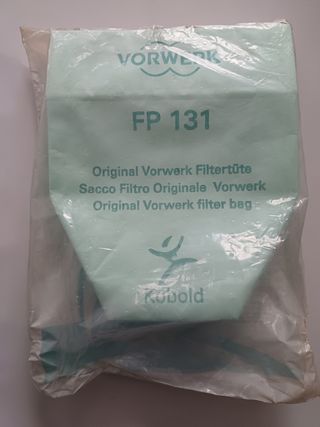 VORWERK
FP 131
Original Vorwerk Filtertüte
Sacco Filtro Originale Vorwerk
Original Vorwerk filter bag
Kobold